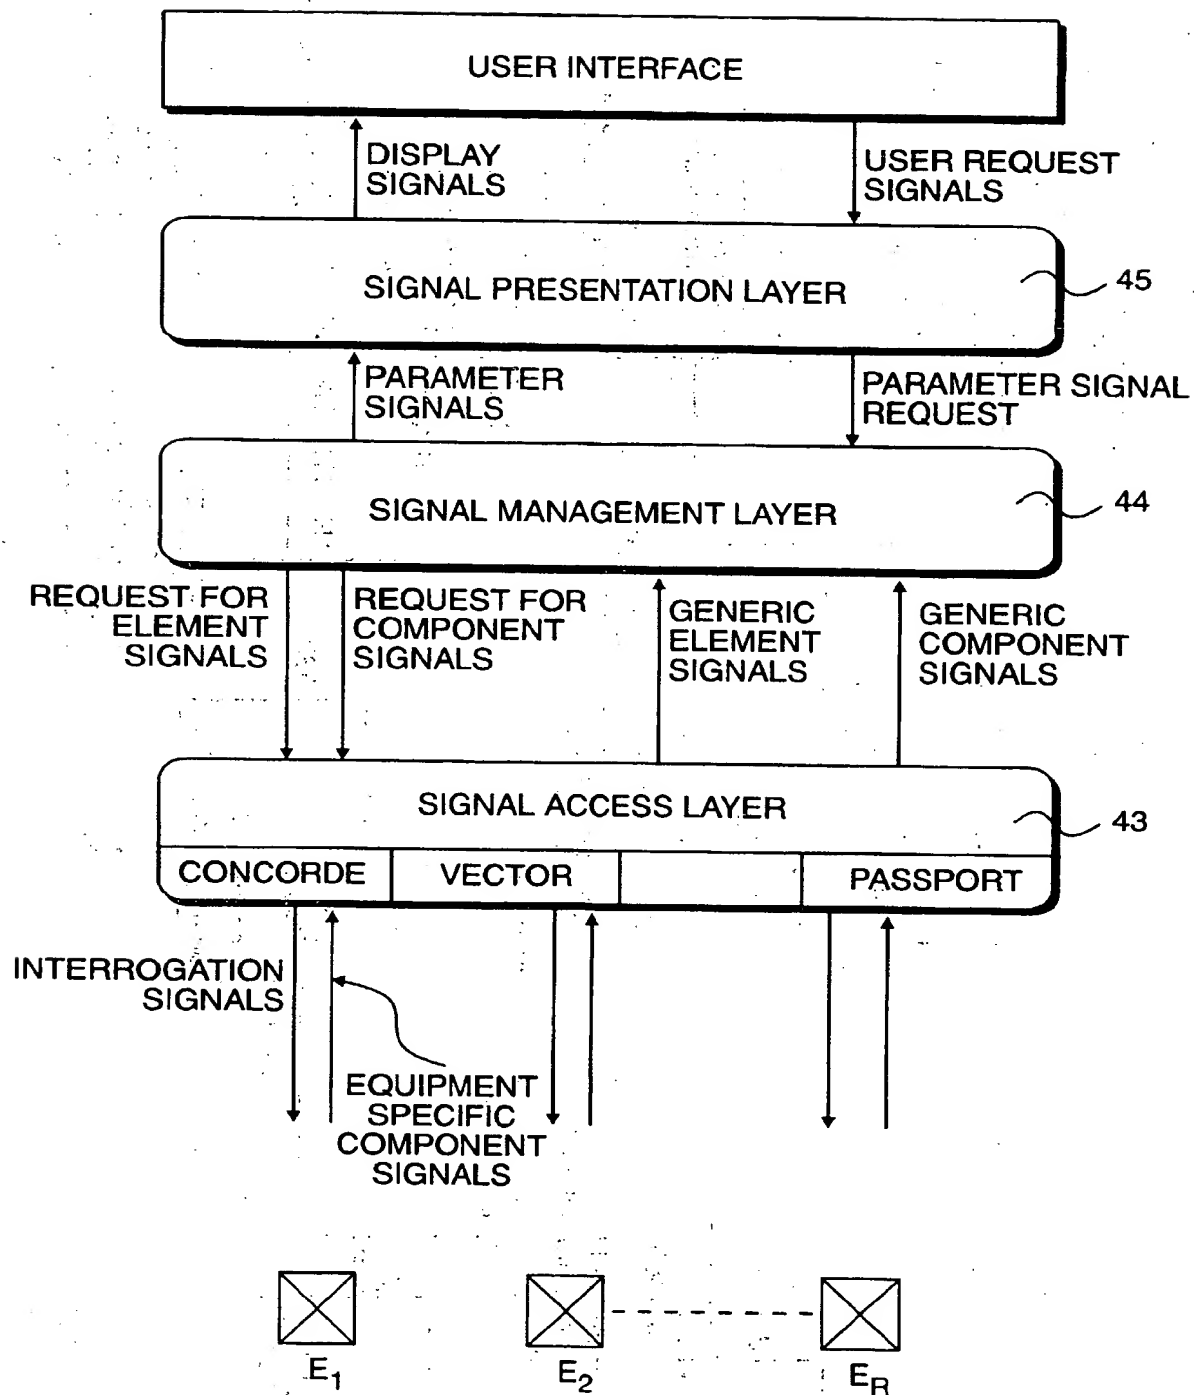 USER INTERFACE
DISPLAY
SIGNALS
USER REQUEST
SIGNALS
SIGNAL PRESENTATION LAYER
45
PARAMETER
SIGNALS
PARAMETER SIGNAL
REQUEST
SIGNAL MANAGEMENT LAYER
44
REQUEST FOR
ELEMENT
SIGNALS
REQUEST FOR
COMPONENT
SIGNALS
GENERIC
ELEMENT
SIGNALS
GENERIC
COMPONENT
SIGNALS
SIGNAL ACCESS LAYER
43
CONCORDE
VECTOR
PASSPORT
INTERROGATION
SIGNALS
EQUIPMENT
SPECIFIC
COMPONENT
SIGNALS
E1
E2
ER